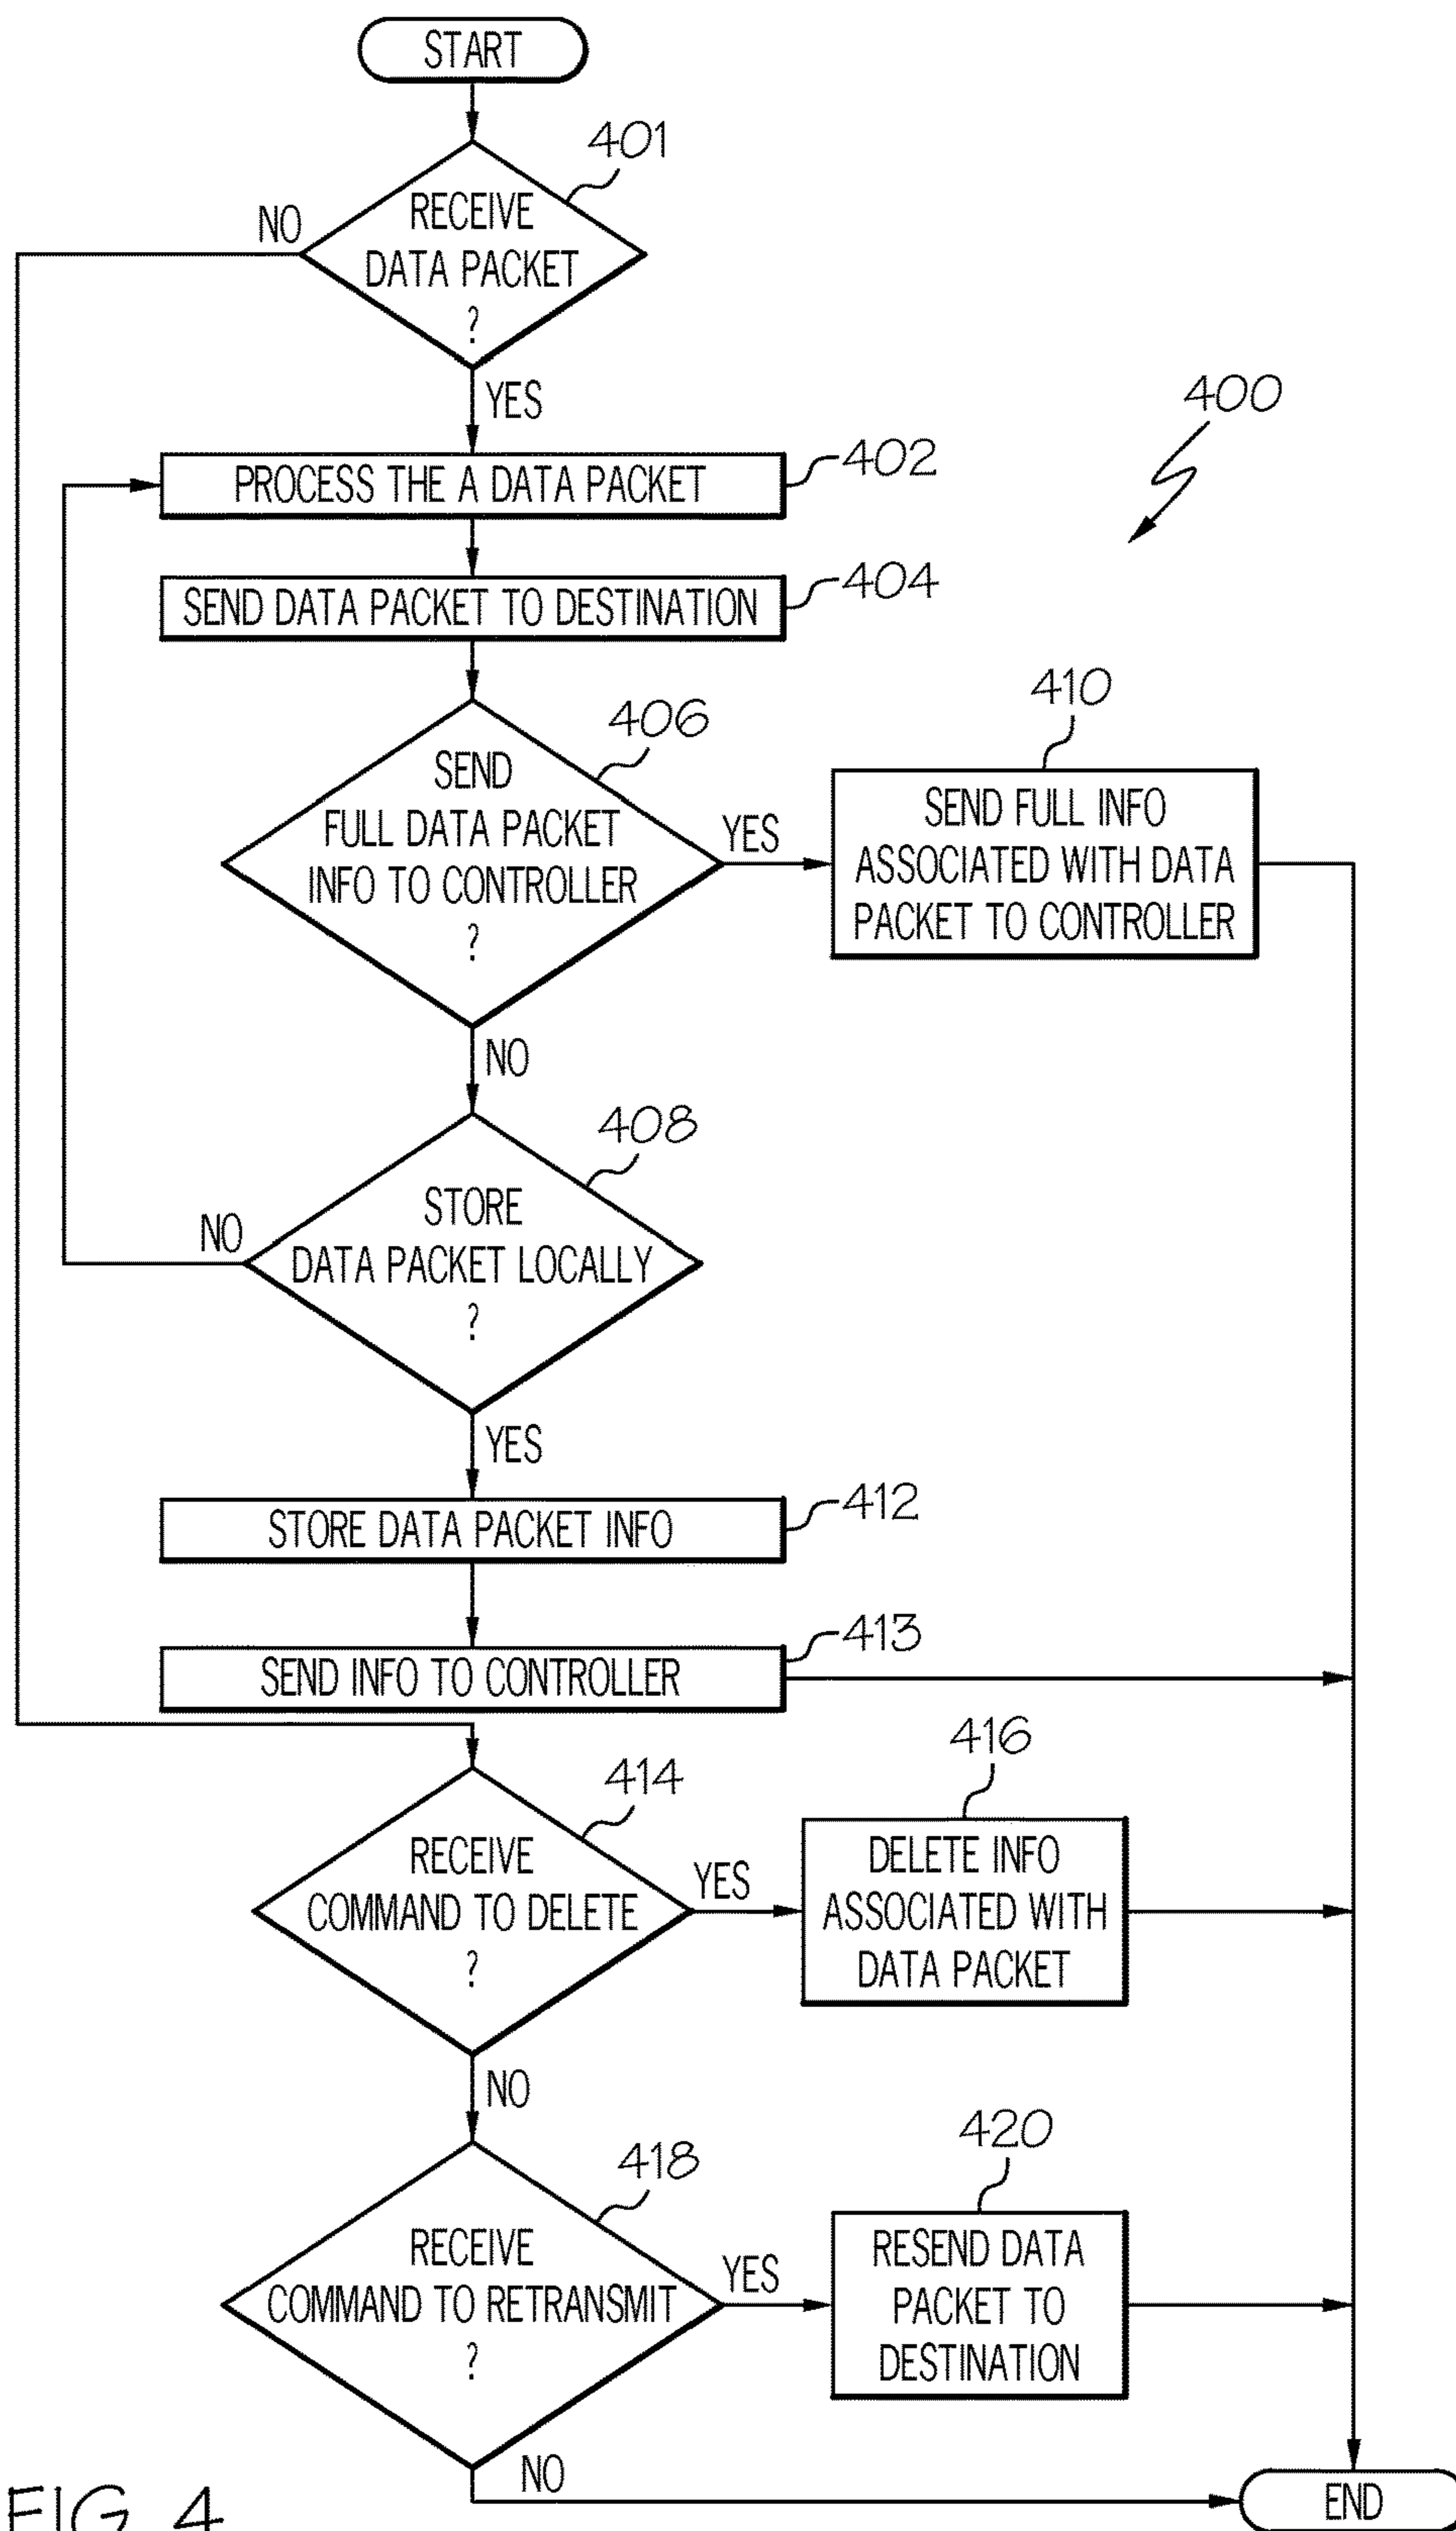 START
401
NO
RECEIVE
DATA PACKET
?
YES
400
PROCESS THE A DATA PACKET
402
SEND DATA PACKET TO DESTINATION
404
406
SEND
FULL DATA PACKET
INFO TO CONTROLLER
?
YES
410
SEND FULL INFO
ASSOCIATED WITH DATA
PACKET TO CONTROLLER
NO
408
NO
STORE
DATA PACKET LOCALLY
?
YES
STORE DATA PACKET INFO
412
SEND INFO TO CONTROLLER
413
414
RECEIVE
COMMAND TO DELETE
?
YES
416
DELETE INFO
ASSOCIATED WITH
DATA PACKET
NO
418
RECEIVE
COMMAND TO RETRANSMIT
?
YES
420
RESEND DATA
PACKET TO
DESTINATION
NO
END
FIG. 4